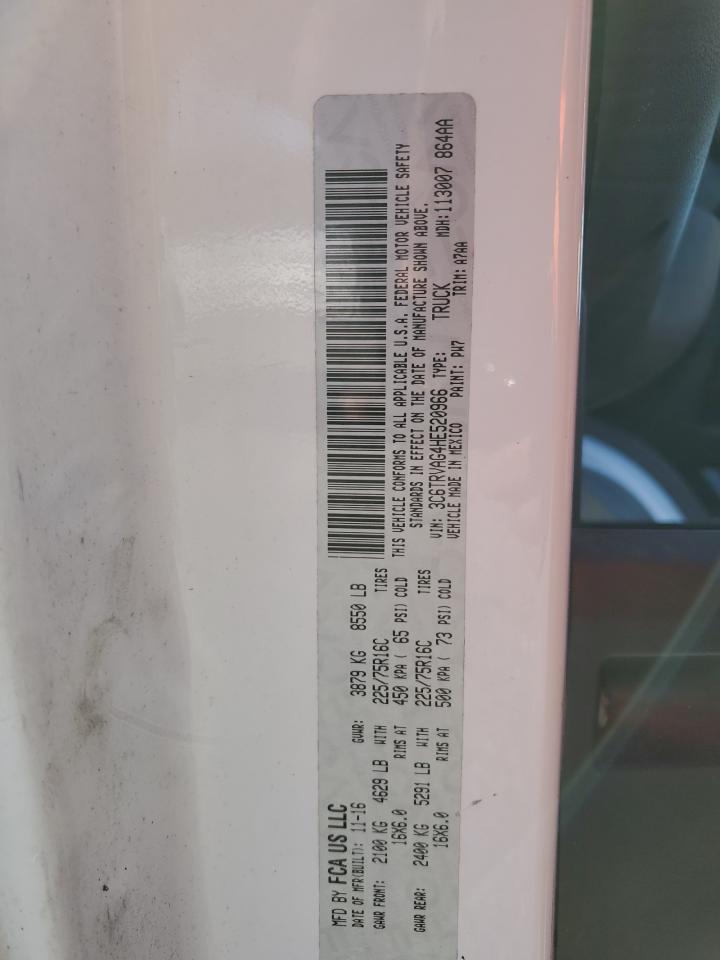 MFD BY FCA US LLC
DATE OF MFR(BUILT): 11-16 GVWR: 3879 KG 8550 LB
GAWR FRONT: 2100 KG 4629 LB WITH 225/75R16C TIRES
16X6.0 RIMS AT 450 KPA ( 65 PSI) COLD
GAWR REAR: 2400 KG 5291 LB WITH 225/75R16C TIRES
16X6.0 RIMS AT 500 KPA ( 73 PSI) COLD
THIS VEHICLE CONFORMS TO ALL APPLICABLE U.S.A. FEDERAL MOTOR VEHICLE SAFETY
STANDARDS IN EFFECT ON THE DATE OF MANUFACTURE SHOWN ABOVE.
VIN: 3C6TRVAG4HE520966 TYPE: TRUCK MDH:113007 864AA
VEHICLE MADE IN MEXICO PAINT: PW7 TRIM: A7AA